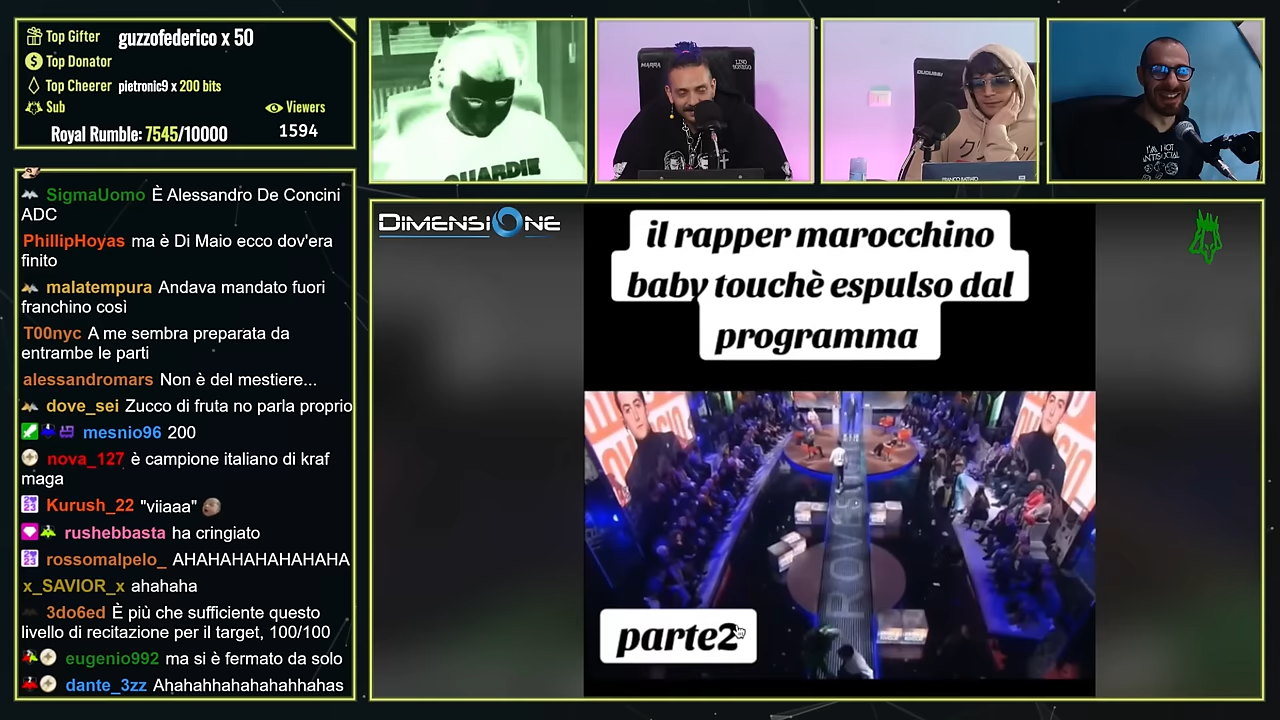 Top Gifter guzzofederico x 50
Top Donator
Top Cheerer pietronic9 x 200 bits
Sub
Viewers
Royal Rumble: 7545/10000
1594
SigmaUomo È Alessandro De Concini
ADC
PhillipHoyas ma è Di Maio ecco dov'era
finito
malatempura Andava mandato fuori
franchino così
T00nyc A me sembra preparata da
entrambe le parti
alessandromars Non è del mestiere...
dove_sei Zucco di fruta no parla proprio
mesnio96 200
nova_127 è campione italiano di kraf
maga
Kurush_22 "viiaaa"
rushebbasta ha cringiato
rossomalpelo_ AHAHAHAHAHAHAHA
x_SAVIOR_x ahahaha
3do6ed È più che sufficiente questo
livello di recitazione per il target, 100/100
eugenio992 ma si è fermato da solo
dante_3zz Ahahahhahahahahhahas
GUARDIE
MARRA
I'M NOT
ANTISOCIAL
FRANCO BATTIATO
DIMENSIONE
il rapper marocchino
baby touchè espulso dal
programma
parte2